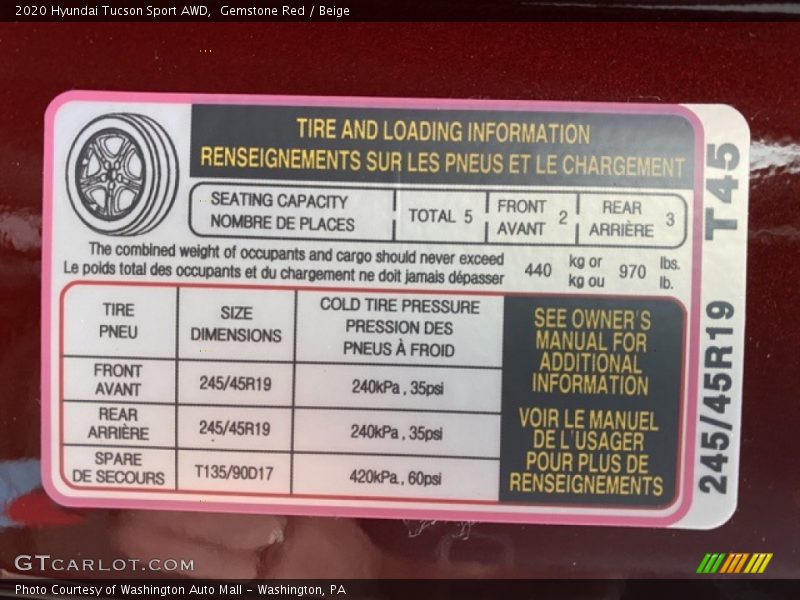 2020 Hyundai Tucson Sport AWD,  Gemstone Red / Beige
TIRE AND LOADING INFORMATION
RENSEIGNEMENTS SUR LES PNEUS ET LE CHARGEMENT
SEATING CAPACITY
NOMBRE DE PLACES
TOTAL 5
FRONT
AVANT
2
REAR
ARRIÈRE
3
The combined weight of occupants and cargo should never exceed
Le poids total des occupants et du chargement ne doit jamais dépasser
440
kg or
kg ou
970
lbs.
lb.
TIRE
PNEU
SIZE
DIMENSIONS
COLD TIRE PRESSURE
PRESSION DES
PNEUS À FROID
FRONT
AVANT
245/45R19
240kPa , 35psi
REAR
ARRIÈRE
245/45R19
240kPa , 35psi
SPARE
DE SECOURS
T135/90D17
420kPa , 60psi
SEE OWNER'S
MANUAL FOR
ADDITIONAL
INFORMATION
VOIR LE MANUEL
DE L'USAGER
POUR PLUS DE
RENSEIGNEMENTS
245/45R19 T45
GTCARLOT.COM
Photo Courtesy of Washington Auto Mall - Washington, PA